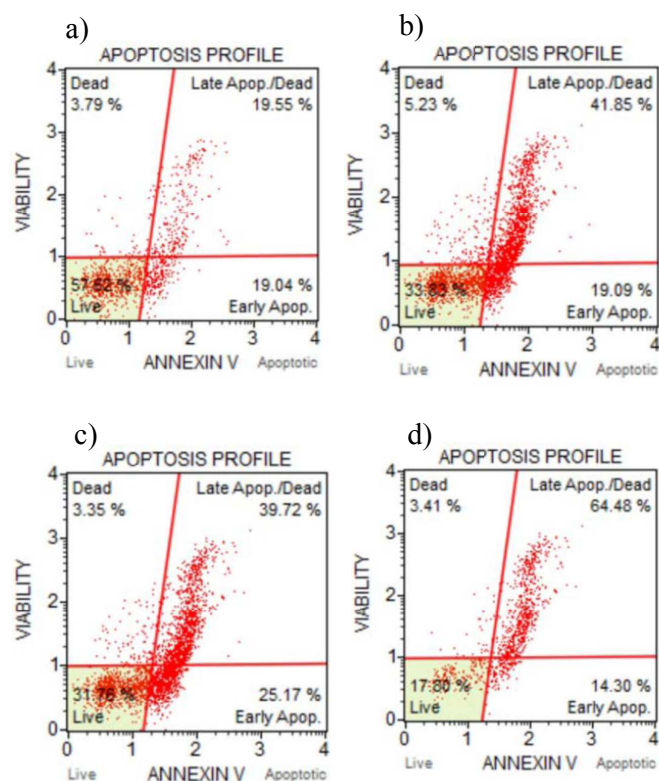 a)
APOPTOSIS PROFILE
Dead
3.79 %
Late Apop./Dead
19.55 %
57.62 %
Live
19.04 %
Early Apop.
VIABILITY
4
3
2
1
0
0 1 2 3 4
Live ANNEXIN V Apoptotic
b)
APOPTOSIS PROFILE
Dead
5.23 %
Late Apop./Dead
41.85 %
33.83 %
Live
19.09 %
Early Apop.
VIABILITY
4
3
2
1
0
0 1 2 3 4
Live ANNEXIN V Apoptotic
c)
APOPTOSIS PROFILE
Dead
3.35 %
Late Apop./Dead
39.72 %
31.76 %
Live
25.17 %
Early Apop.
VIABILITY
4
3
2
1
0
0 1 2 3 4
Live ANNEXIN V Apoptotic
d)
APOPTOSIS PROFILE
Dead
3.41 %
Late Apop./Dead
64.48 %
17.80 %
Live
14.30 %
Early Apop.
VIABILITY
4
3
2
1
0
0 1 2 3 4
Live ANNEXIN V Apoptotic